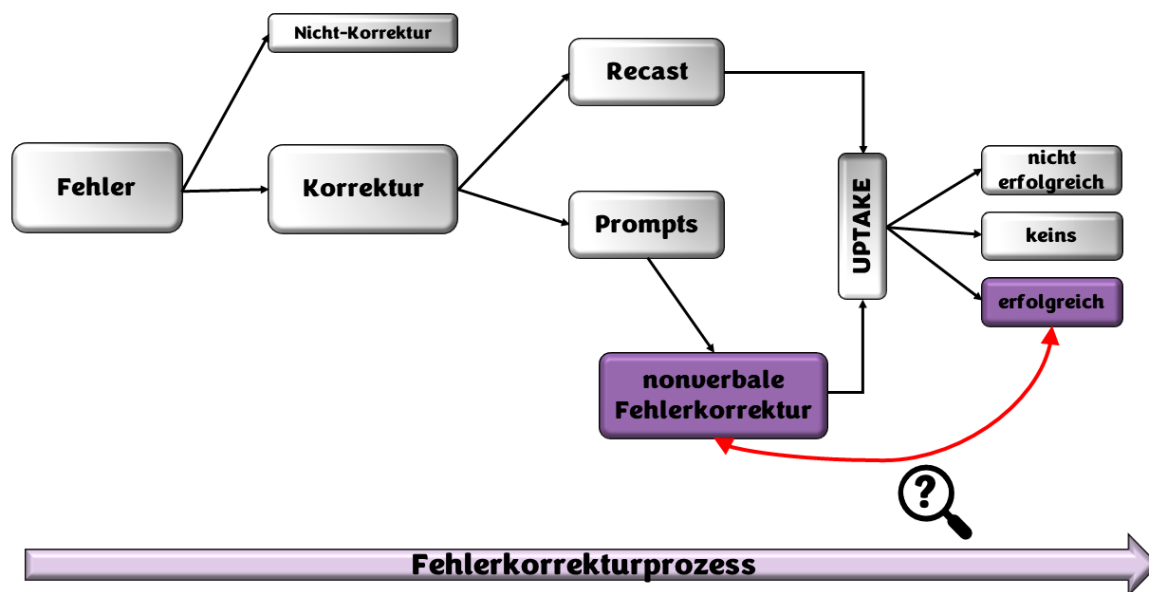 Nicht-Korrektur
Recast
Fehler
Korrektur
Prompts
UPTAKE
nicht
erfolgreich
keins
erfolgreich
nonverbale
Fehlerkorrektur
?
Fehlerkorrekturprozess